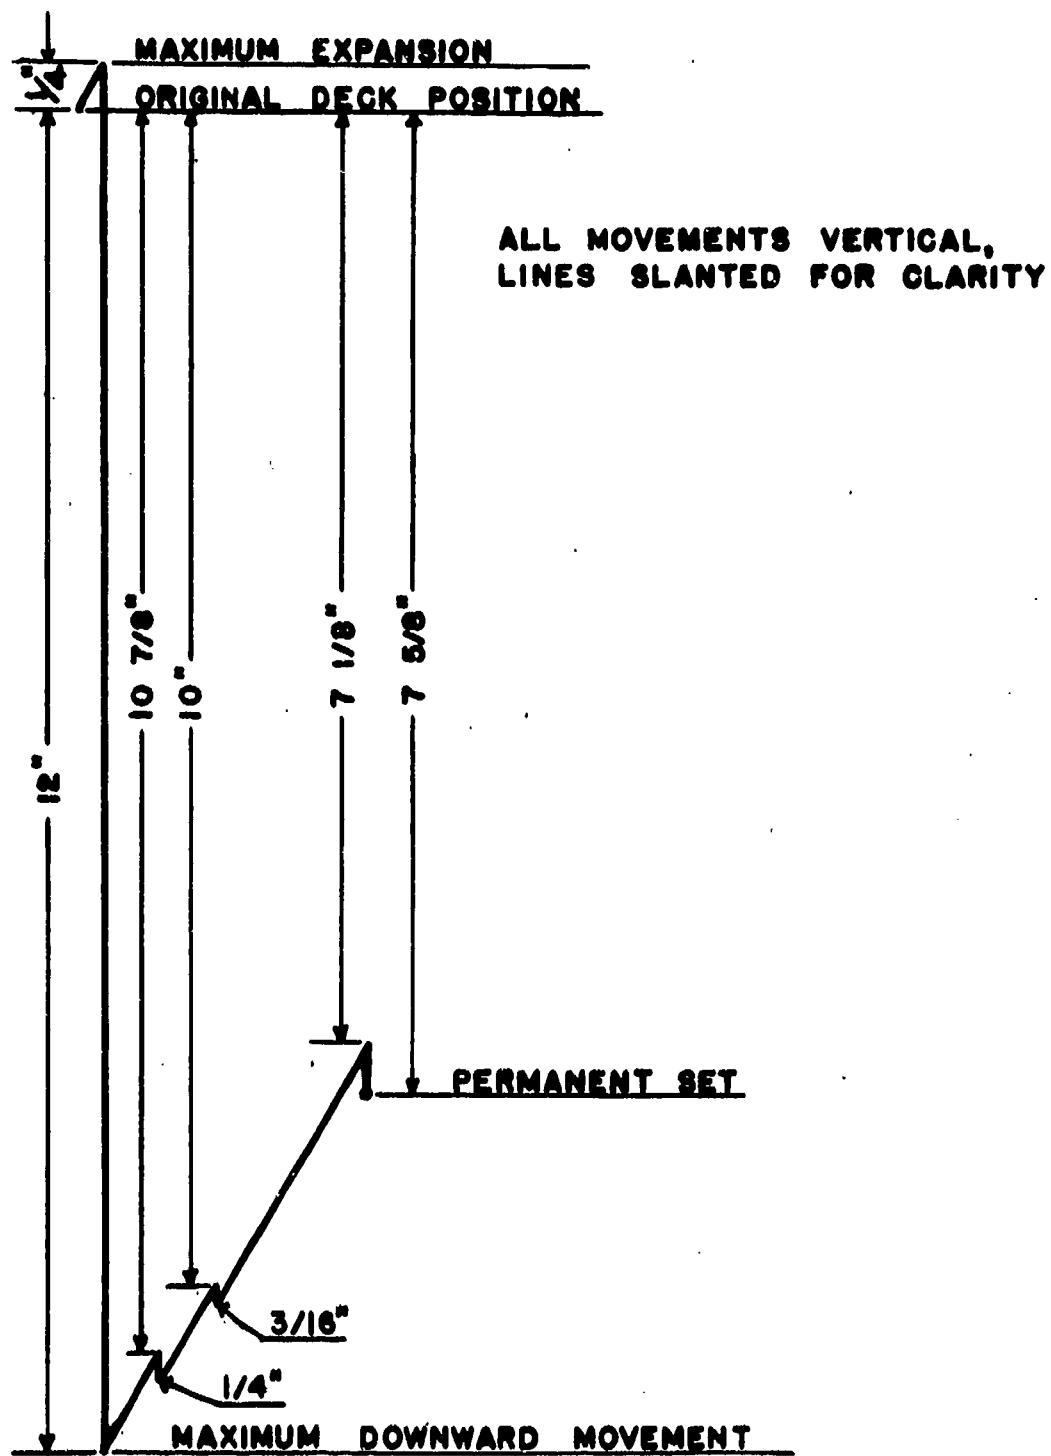 MAXIMUM EXPANSION
1/4"
ORIGINAL DECK POSITION
ALL MOVEMENTS VERTICAL,
LINES SLANTED FOR CLARITY
10 7/8"
10"
7 1/8"
7 5/8"
12"
PERMANENT SET
3/16"
1/4"
MAXIMUM DOWNWARD MOVEMENT